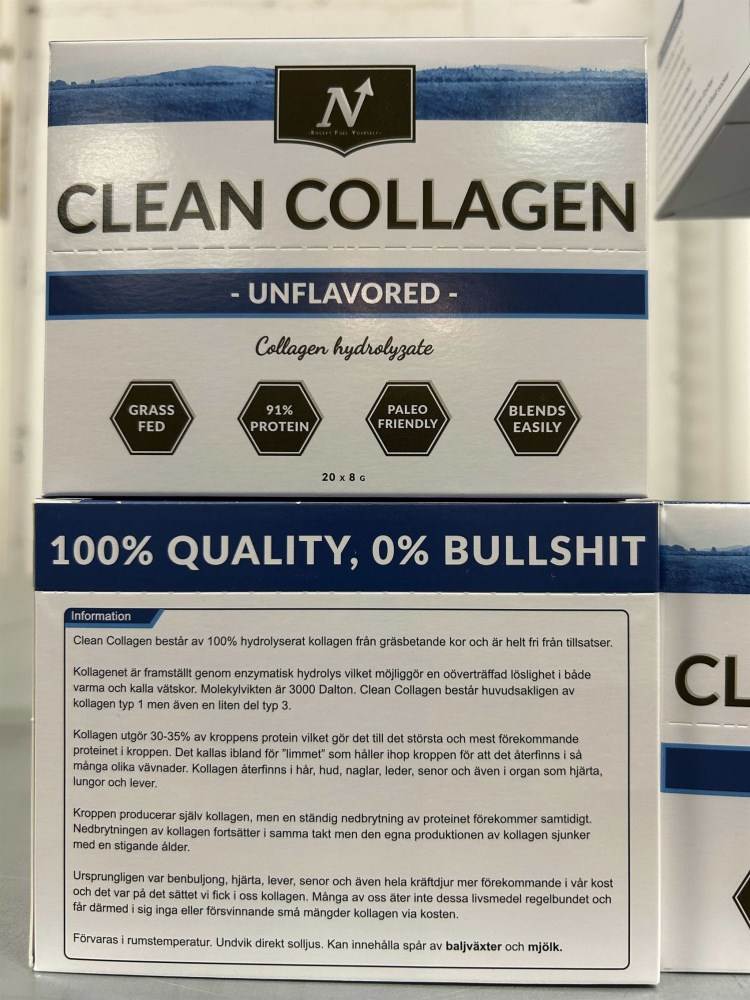 N
CLEAN COLLAGEN
- UNFLAVORED -
Collagen hydrolyzate
GRASS
FED
91%
PROTEIN
PALEO
FRIENDLY
BLENDS
EASILY
20 x 8 G
100% QUALITY, 0% BULLSHIT
Information
Clean Collagen består av 100% hydrolyserat kollagen från gräsbetande kor och är helt fri från tillsatser.
Kollagenet är framställt genom enzymatisk hydrolys vilket möjliggör en oöverträffad löslighet i både
varma och kalla vätskor. Molekylvikten är 3000 Dalton. Clean Collagen består huvudsakligen av
kollagen typ 1 men även en liten del typ 3.
Kollagen utgör 30-35% av kroppens protein vilket gör det till det största och mest förekommande
proteinet i kroppen. Det kallas ibland för "limmet" som håller ihop kroppen för att det återfinns i så
många olika vävnader. Kollagen återfinns i hår, hud, naglar, leder, senor och även i organ som hjärta,
lungor och lever.
Kroppen producerar själv kollagen, men en ständig nedbrytning av proteinet förekommer samtidigt.
Nedbrytningen av kollagen fortsätter i samma takt men den egna produktionen av kollagen sjunker
med en stigande ålder.
Ursprungligen var benbuljong, hjärta, lever, senor och även hela kräftdjur mer förekommande i vår kost
och det var på det sättet vi fick i oss kollagen. Många av oss äter inte dessa livsmedel regelbundet och
får därmed i sig inga eller försvinnande små mängder kollagen via kosten.
Förvaras i rumstemperatur. Undvik direkt solljus. Kan innehålla spår av baljväxter och mjölk.
CL